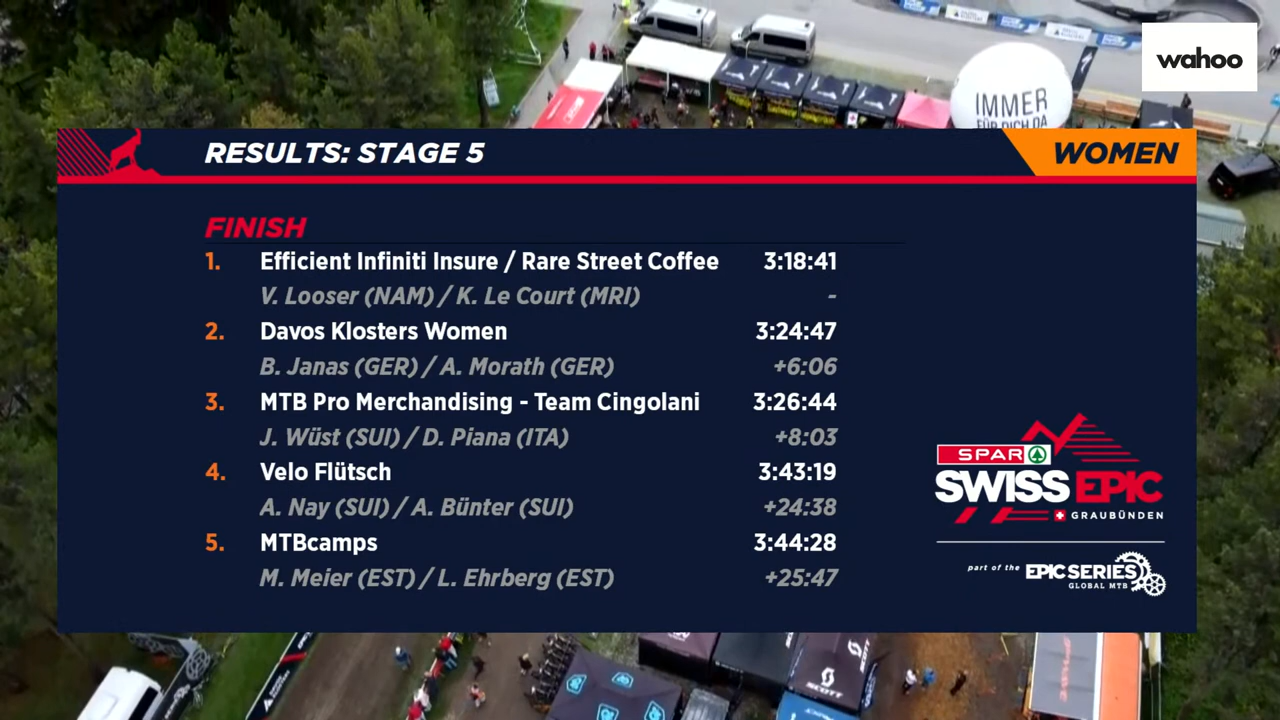 wahoo
IMMER
FÜR DICH DA
RESULTS: STAGE 5
WOMEN
FINISH
1. Efficient Infiniti Insure / Rare Street Coffee 3:18:41
V. Looser (NAM) / K. Le Court (MRI) -
2. Davos Klosters Women 3:24:47
B. Janas (GER) / A. Morath (GER) +6:06
3. MTB Pro Merchandising - Team Cingolani 3:26:44
J. Wüst (SUI) / D. Piana (ITA) +8:03
4. Velo Flütsch 3:43:19
A. Nay (SUI) / A. Bünter (SUI) +24:38
5. MTBcamps 3:44:28
M. Meier (EST) / L. Ehrberg (EST) +25:47
SPAR
SWISS EPIC
GRAUBÜNDEN
part of the EPIC SERIES
GLOBAL MTB
SCOTT